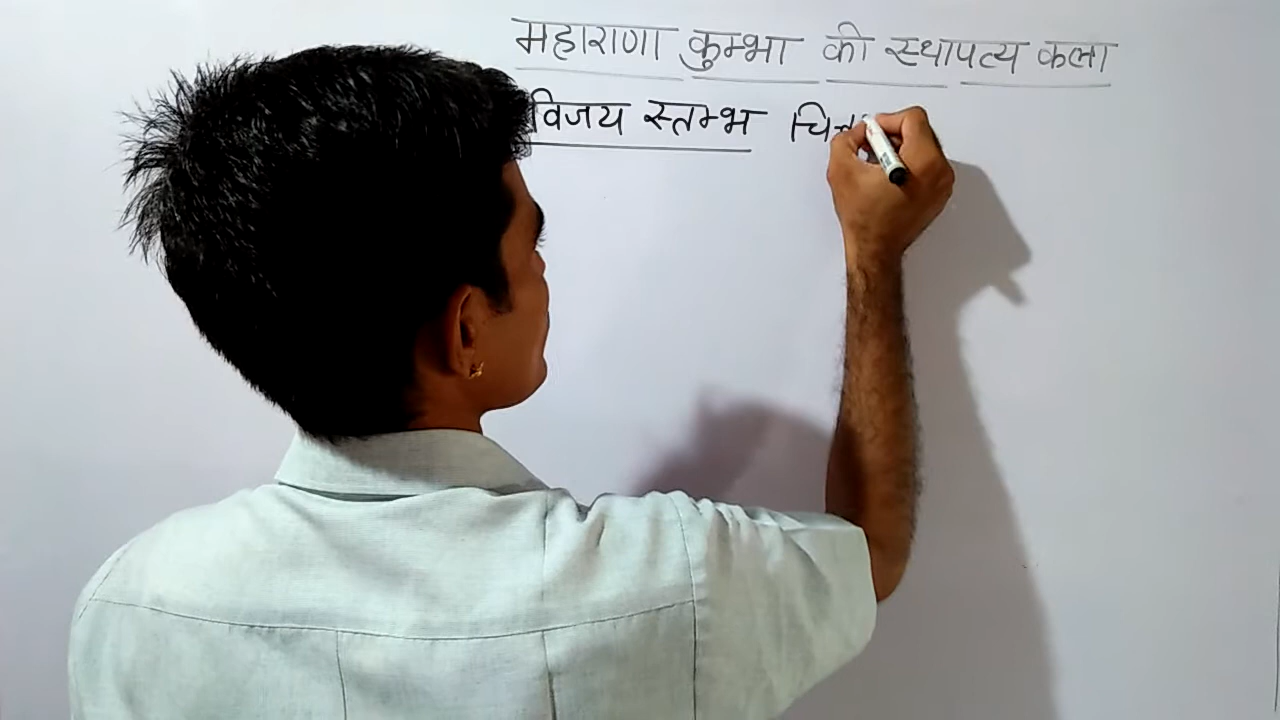 महाराणा कुम्भा की स्थापत्य कला
विजय स्तम्भ